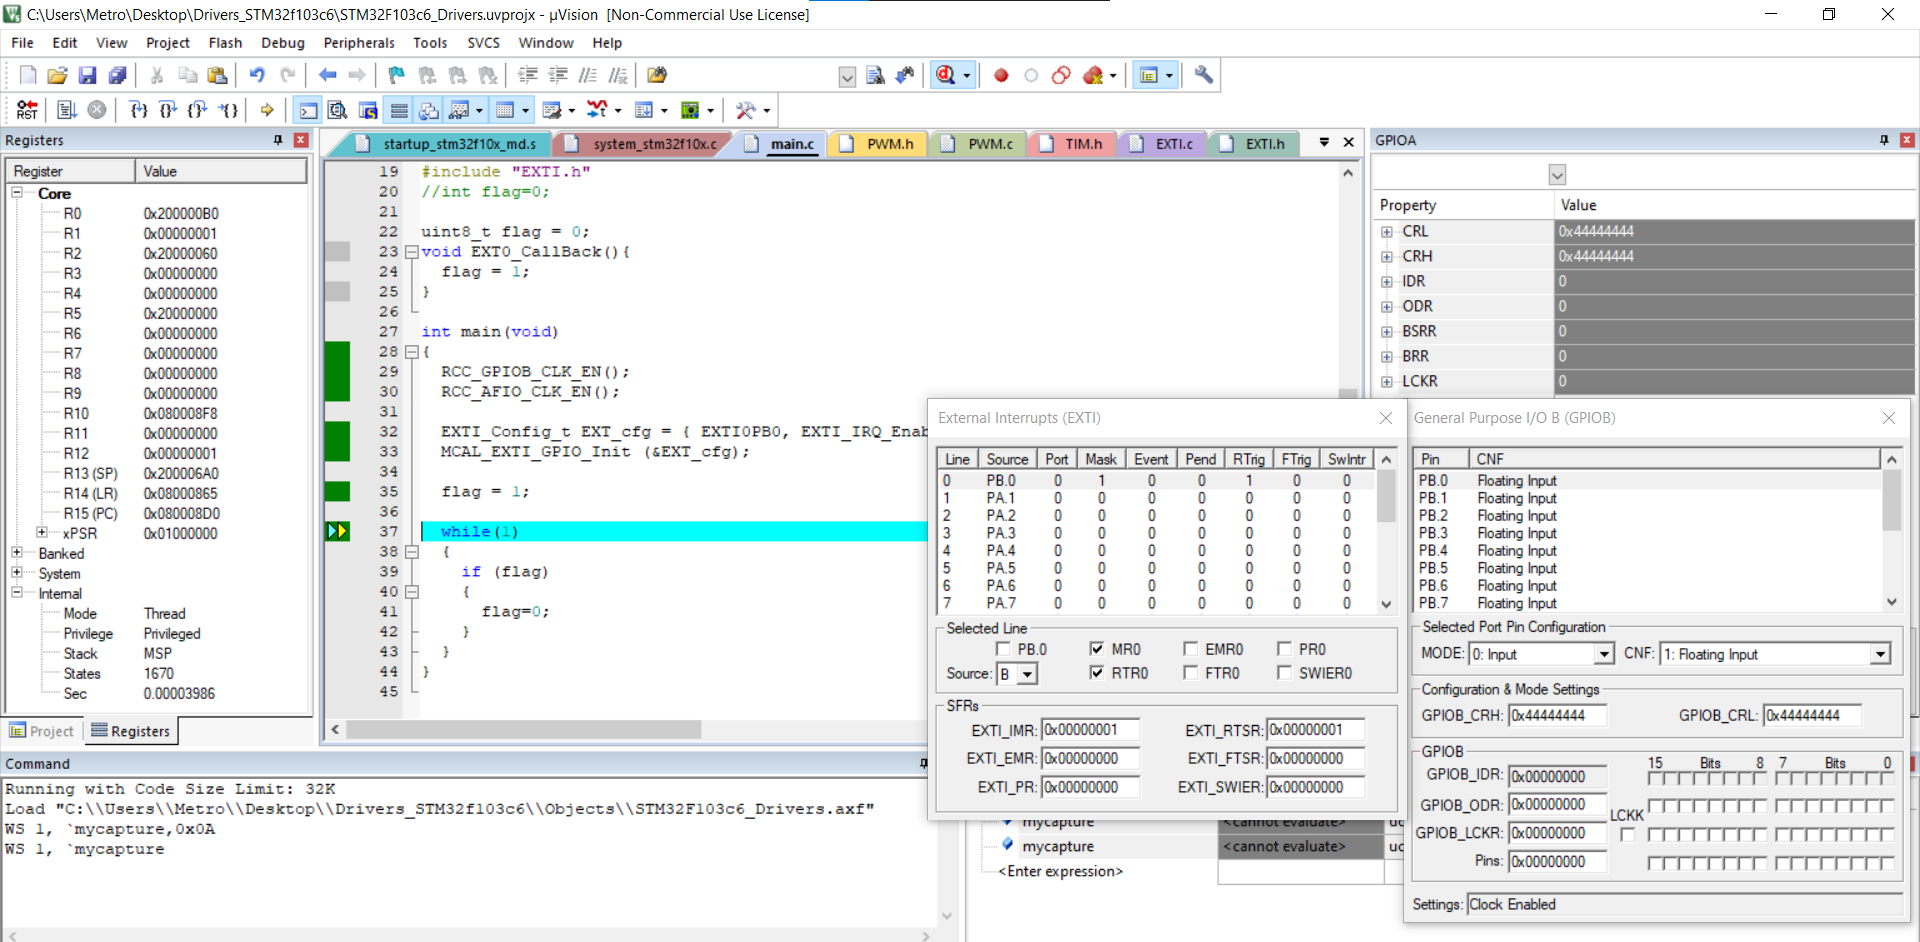 C:\Users\Metro\Desktop\Drivers_STM32f103c6\STM32F103c6_Drivers.uvprojx - µVision  [Non-Commercial Use License]
File Edit View Project Flash Debug Peripherals Tools SVCS Window Help
RST
Registers
Register Value
Core
R0 0x200000B0
R1 0x00000001
R2 0x20000060
R3 0x00000000
R4 0x00000000
R5 0x20000000
R6 0x00000000
R7 0x00000000
R8 0x00000000
R9 0x00000000
R10 0x080008F8
R11 0x00000000
R12 0x00000001
R13 (SP) 0x200006A0
R14 (LR) 0x08000865
R15 (PC) 0x080008D0
xPSR 0x01000000
Banked
System
Internal
Mode Thread
Privilege Privileged
Stack MSP
States 1670
Sec 0.00003986
Project Registers
startup_stm32f10x_md.s system_stm32f10x.c main.c PWM.h PWM.c TIM.h EXTI.c EXTI.h
19 #include "EXTI.h"
20 //int flag=0;
21
22 uint8_t flag = 0;
23 void EXT0_CallBack(){
24 flag = 1;
25 }
26
27 int main(void)
28 {
29 RCC_GPIOB_CLK_EN();
30 RCC_AFIO_CLK_EN();
31
32 EXTI_Config_t EXT_cfg = { EXTI0PB0, EXTI_IRQ_Enab
33 MCAL_EXTI_GPIO_Init (&EXT_cfg);
34
35 flag = 1;
36
37 while(1)
38 {
39 if (flag)
40 {
41 flag=0;
42 }
43 }
44 }
45
GPIOA
Property Value
CRL 0x44444444
CRH 0x44444444
IDR 0
ODR 0
BSRR 0
BRR 0
LCKR 0
External Interrupts (EXTI)
Line Source Port Mask Event Pend RTrig FTrig SwIntr
0 PB.0 0 1 0 0 1 0 0
1 PA.1 0 0 0 0 0 0 0
2 PA.2 0 0 0 0 0 0 0
3 PA.3 0 0 0 0 0 0 0
4 PA.4 0 0 0 0 0 0 0
5 PA.5 0 0 0 0 0 0 0
6 PA.6 0 0 0 0 0 0 0
7 PA.7 0 0 0 0 0 0 0
Selected Line
PB.0 MR0 EMR0 PR0
Source: B RTR0 FTR0 SWIER0
SFRs
EXTI_IMR: 0x00000001 EXTI_RTSR: 0x00000001
EXTI_EMR: 0x00000000 EXTI_FTSR: 0x00000000
EXTI_PR: 0x00000000 EXTI_SWIER: 0x00000000
General Purpose I/O B (GPIOB)
Pin CNF
PB.0 Floating Input
PB.1 Floating Input
PB.2 Floating Input
PB.3 Floating Input
PB.4 Floating Input
PB.5 Floating Input
PB.6 Floating Input
PB.7 Floating Input
Selected Port Pin Configuration
MODE: 0: Input CNF: 1: Floating Input
Configuration & Mode Settings
GPIOB_CRH: 0x44444444 GPIOB_CRL: 0x44444444
GPIOB
15 Bits 8 7 Bits 0
GPIOB_IDR: 0x00000000
GPIOB_ODR: 0x00000000
LCKK
GPIOB_LCKR: 0x00000000
Pins: 0x00000000
Settings: Clock Enabled
Command
Running with Code Size Limit: 32K
Load "C:\\Users\\Metro\\Desktop\\Drivers_STM32f103c6\\Objects\\STM32F103c6_Drivers.axf"
WS 1, `mycapture,0x0A
WS 1, `mycapture
mycapture <cannot evaluate> uc
mycapture <cannot evaluate> uc
<Enter expression>